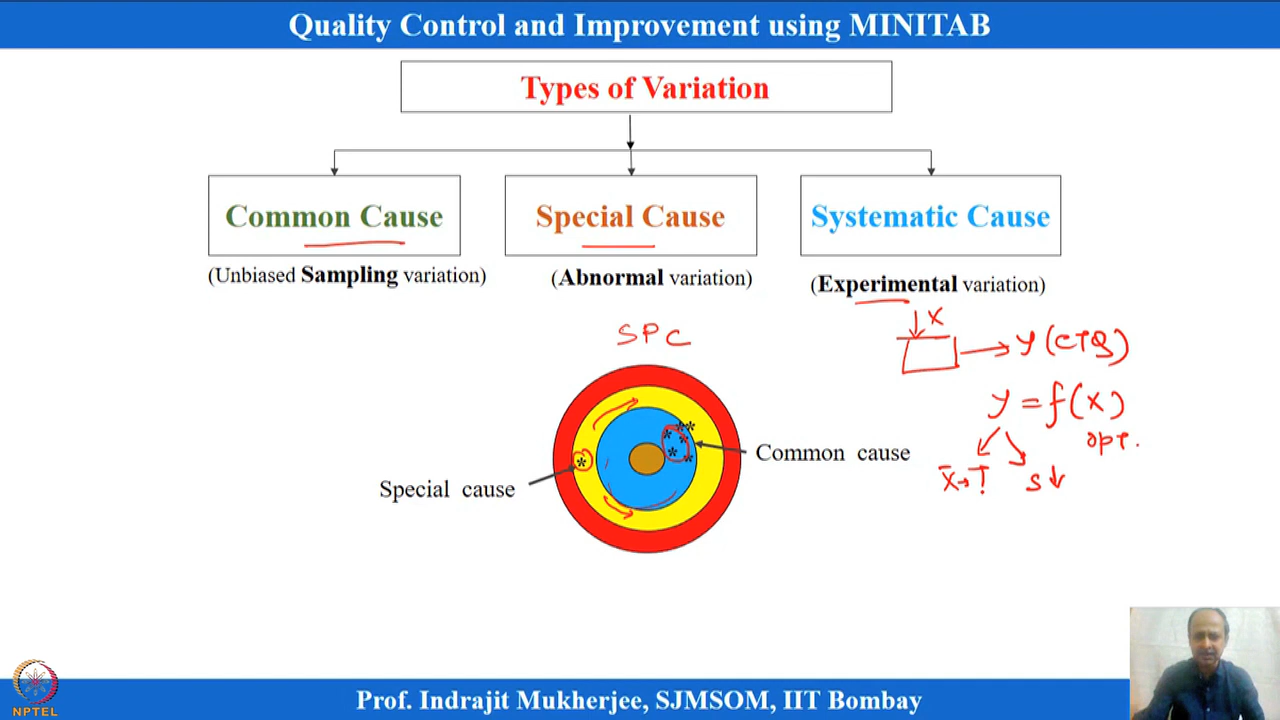 Quality Control and Improvement using MINITAB
Types of Variation
Common Cause
Special Cause
Systematic Cause
(Unbiased Sampling variation)
(Abnormal variation)
(Experimental variation)
SPC
x
y (CTQ)
y = f(x)
opt.
x̄→T
s↓
Common cause
Special cause
NPTEL
Prof. Indrajit Mukherjee, SJMSOM, IIT Bombay